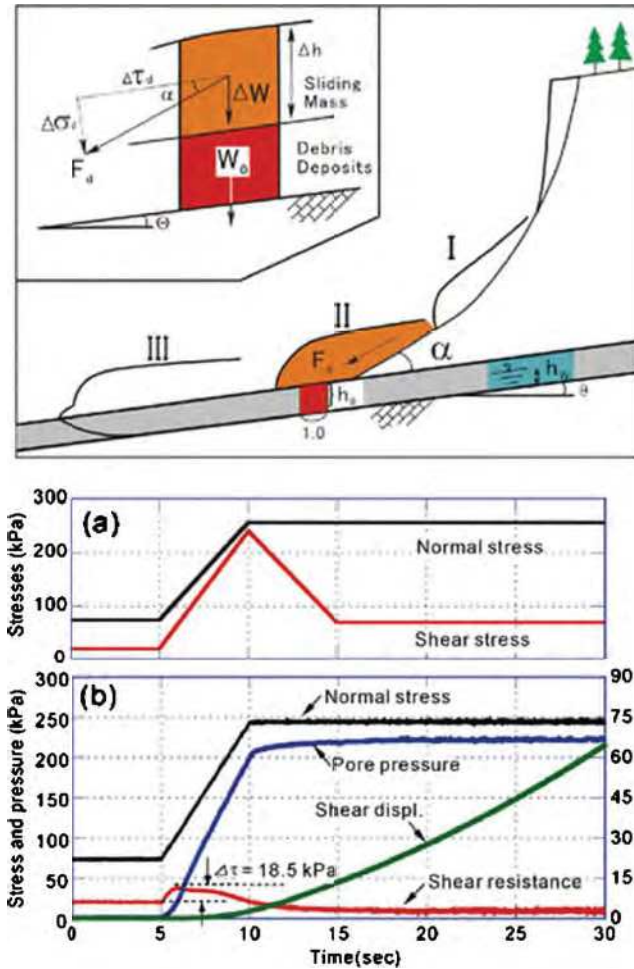 Δh
Δτd
α
Sliding
ΔW
Mass
Δσd
Fd
Debris
Wo
Deposits
Θ
I
II
III
Fd
α
ho
ho
θ
1.0
300
(a)
Normal stress
200
Stresses (kPa)
100
Shear stress
0
300
(b)
90
Normal stress
250
75
200
60
Pore pressure
150
45
Shear displ.
100
30
Δτ = 18.5 kPa
50
15
Shear resistance
0
0
Stress and pressure (kPa)
0 5 10 15 20 25 30
Time(sec)